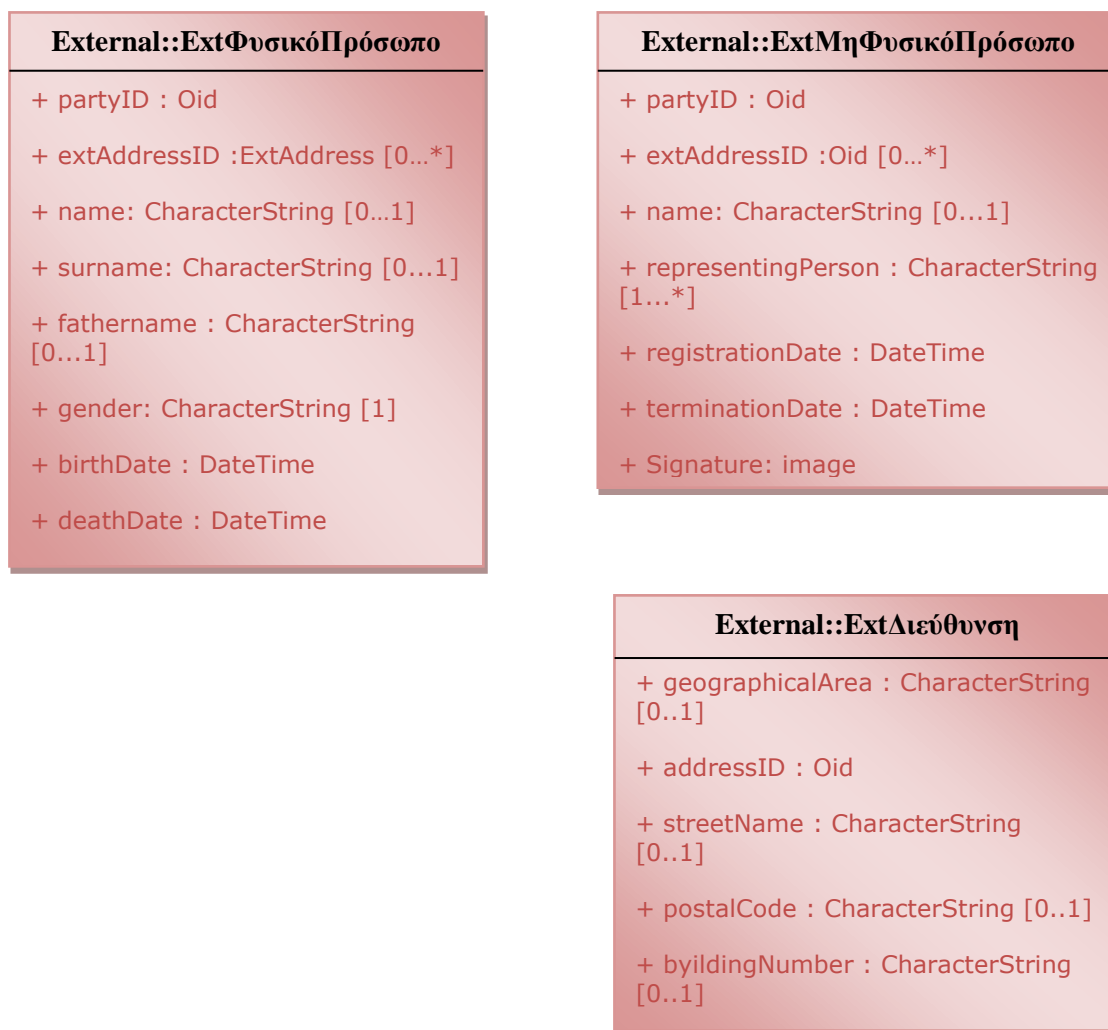 External::ExtΦυσικόΠρόσωπο
+ partyID : Oid
+ extAddressID :ExtAddress [0…*]
+ name: CharacterString [0…1]
+ surname: CharacterString [0...1]
+ fathername : CharacterString
[0...1]
+ gender: CharacterString [1]
+ birthDate : DateTime
+ deathDate : DateTime
External::ExtΜηΦυσικόΠρόσωπο
+ partyID : Oid
+ extAddressID :Oid [0…*]
+ name: CharacterString [0...1]
+ representingPerson : CharacterString
[1...*]
+ registrationDate : DateTime
+ terminationDate : DateTime
+ Signature: image
External::ExtΔιεύθυνση
+ geographicalArea : CharacterString
[0..1]
+ addressID : Oid
+ streetName : CharacterString
[0..1]
+ postalCode : CharacterString [0..1]
+ byildingNumber : CharacterString
[0..1]